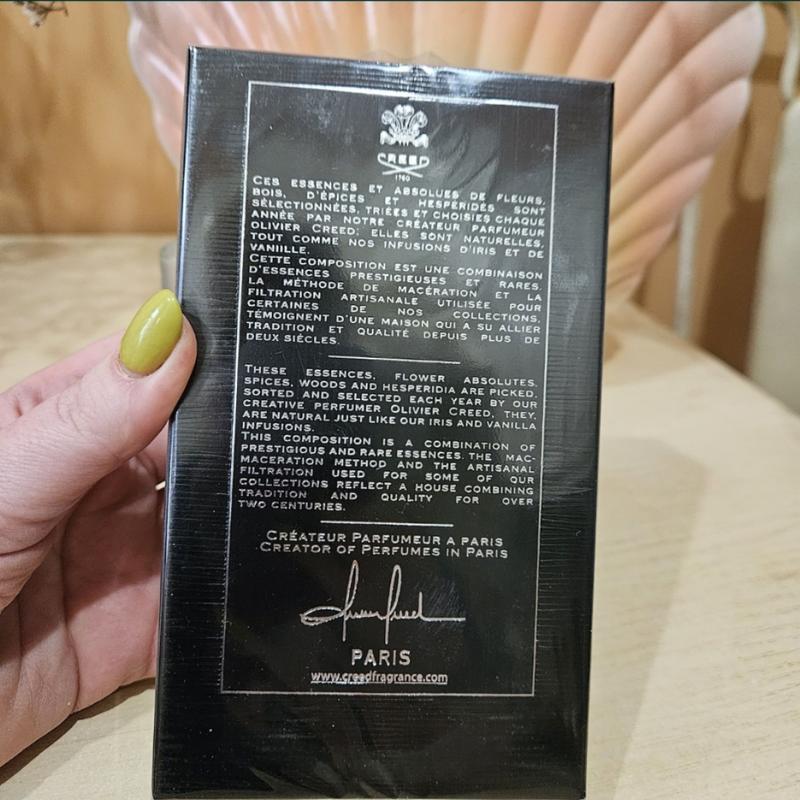 CREED
1760
CES ESSENCES ET ABSOLUES DE FLEURS,
BOIS, D'ÉPICES ET HESPÉRIDÉS SONT
SÉLECTIONNÉES, TRIÉES ET CHOISIES CHAQUE
ANNÉE PAR NOTRE CRÉATEUR PARFUMEUR
OLIVIER CREED; ELLES SONT NATURELLES,
TOUT COMME NOS INFUSIONS D'IRIS ET DE
VANIILLE.
CETTE COMPOSITION EST UNE COMBINAISON
D'ESSENCES PRESTIGIEUSES ET RARES.
LA MÉTHODE DE MACÉRATION ET LA
FILTRATION ARTISANALE UTILISÉE POUR
CERTAINES DE NOS COLLECTIONS,
TÉMOIGNENT D'UNE MAISON QUI A SU ALLIER
TRADITION ET QUALITÉ DEPUIS PLUS DE
DEUX SIÈCLES.
THESE ESSENCES, FLOWER ABSOLUTES,
SPICES, WOODS AND HESPERIDIA ARE PICKED,
SORTED AND SELECTED EACH YEAR BY OUR
CREATIVE PERFUMER OLIVIER CREED, THEY
ARE NATURAL JUST LIKE OUR IRIS AND VANILLA
INFUSIONS.
THIS COMPOSITION IS A COMBINATION OF
PRESTIGIOUS AND RARE ESSENCES. THE MAC-
MACERATION METHOD AND THE ARTISANAL
FILTRATION USED FOR SOME OF OUR
COLLECTIONS REFLECT A HOUSE COMBINING
TRADITION AND QUALITY FOR OVER
TWO CENTURIES.
CRÉATEUR PARFUMEUR A PARIS
CREATOR OF PERFUMES IN PARIS
PARIS
www.creedfragrance.com